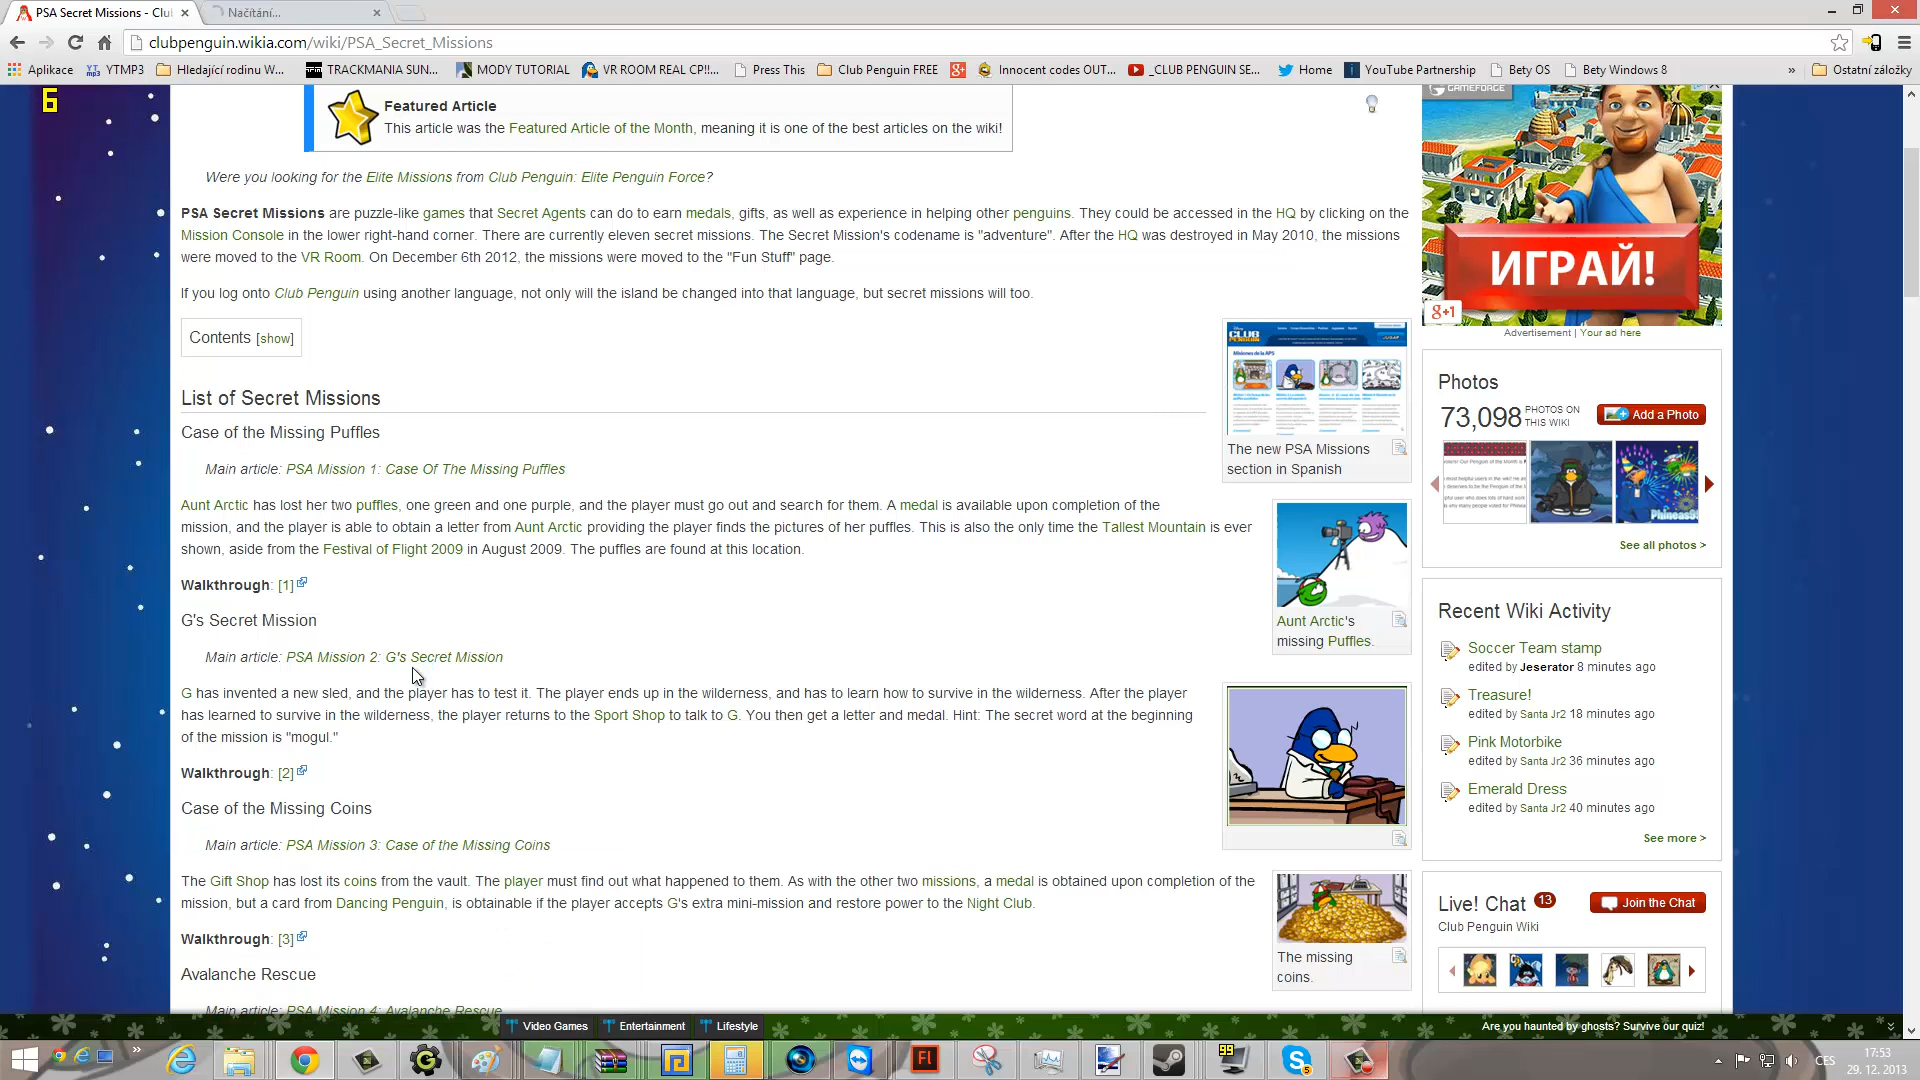 PSA Secret Missions - Clu
Načítání...
clubpenguin.wikia.com/wiki/PSA_Secret_Missions
Aplikace
YTMP3
Hledající rodinu W...
TRACKMANIA SUN...
MODY TUTORIAL
VR ROOM REAL CP!!...
Press This
Club Penguin FREE
Innocent codes OUT...
_CLUB PENGUIN SE...
Home
YouTube Partnership
Bety OS
Bety Windows 8
»
Ostatní záložky
6
Featured Article
This article was the Featured Article of the Month, meaning it is one of the best articles on the wiki!
Were you looking for the Elite Missions from Club Penguin: Elite Penguin Force?
PSA Secret Missions are puzzle-like games that Secret Agents can do to earn medals, gifts, as well as experience in helping other penguins. They could be accessed in the HQ by clicking on the
Mission Console in the lower right-hand corner. There are currently eleven secret missions. The Secret Mission's codename is "adventure". After the HQ was destroyed in May 2010, the missions
were moved to the VR Room. On December 6th 2012, the missions were moved to the "Fun Stuff" page.
If you log onto Club Penguin using another language, not only will the island be changed into that language, but secret missions will too.
Contents [show]
List of Secret Missions
Case of the Missing Puffles
Main article: PSA Mission 1: Case Of The Missing Puffles
Aunt Arctic has lost her two puffles, one green and one purple, and the player must go out and search for them. A medal is available upon completion of the
mission, and the player is able to obtain a letter from Aunt Arctic providing the player finds the pictures of her puffles. This is also the only time the Tallest Mountain is ever
shown, aside from the Festival of Flight 2009 in August 2009. The puffles are found at this location.
Walkthrough: [1]
G's Secret Mission
Main article: PSA Mission 2: G's Secret Mission
G has invented a new sled, and the player has to test it. The player ends up in the wilderness, and has to learn how to survive in the wilderness. After the player
has learned to survive in the wilderness, the player returns to the Sport Shop to talk to G. You then get a letter and medal. Hint: The secret word at the beginning
of the mission is "mogul."
Walkthrough: [2]
Case of the Missing Coins
Main article: PSA Mission 3: Case of the Missing Coins
The Gift Shop has lost its coins from the vault. The player must find out what happened to them. As with the other two missions, a medal is obtained upon completion of the
mission, but a card from Dancing Penguin, is obtainable if the player accepts G's extra mini-mission and restore power to the Night Club.
Walkthrough: [3]
Avalanche Rescue
Main article: PSA Mission 4: Avalanche Rescue
CLUB PENGUIN
Misiones de la APS
The new PSA Missions
section in Spanish
Aunt Arctic's
missing Puffles.
The missing
coins.
GAMEFORGE
ИГРАЙ!
g+1
Advertisement | Your ad here
Photos
73,098 PHOTOS ON
THIS WIKI
Add a Photo
Phineas9
See all photos >
Recent Wiki Activity
Soccer Team stamp
edited by Jeserator 8 minutes ago
Treasure!
edited by Santa Jr2 18 minutes ago
Pink Motorbike
edited by Santa Jr2 36 minutes ago
Emerald Dress
edited by Santa Jr2 40 minutes ago
See more >
Live! Chat 13
Join the Chat
Club Penguin Wiki
Video Games
Entertainment
Lifestyle
Are you haunted by ghosts? Survive our quiz!
»
Fl
99
S
5
CES
17:53
29. 12. 2013